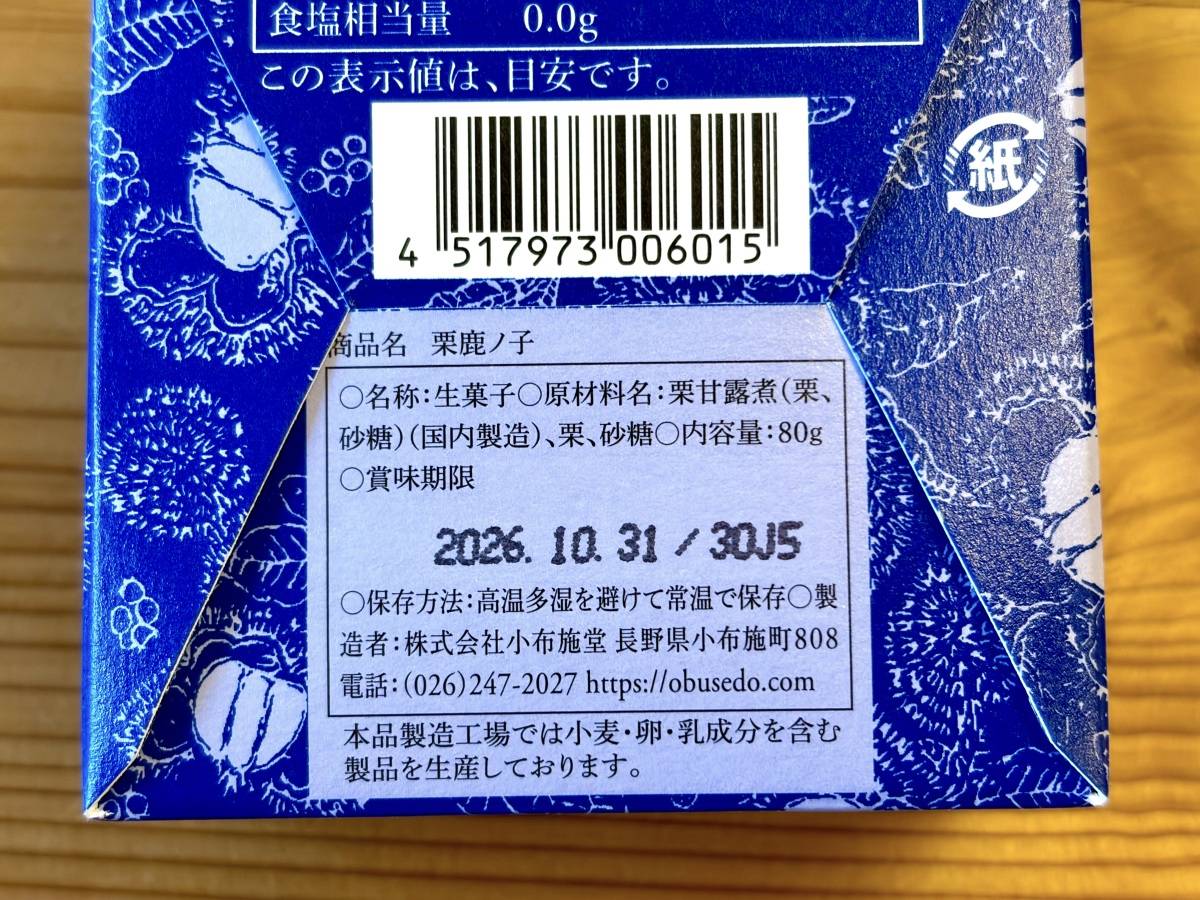 食塩相当量 0.0g
この表示値は、目安です。
紙
4 517973 006015
商品名 栗鹿ノ子
○名称：生菓子○原材料名：栗甘露煮（栗、
砂糖）（国内製造）、栗、砂糖○内容量：80g
○賞味期限
2026. 10. 31 / 30J5
○保存方法：高温多湿を避けて常温で保存○製
造者：株式会社小布施堂 長野県小布施町808
電話：（026）247-2027 https://obusedo.com
本品製造工場では小麦・卵・乳成分を含む
製品を生産しております。